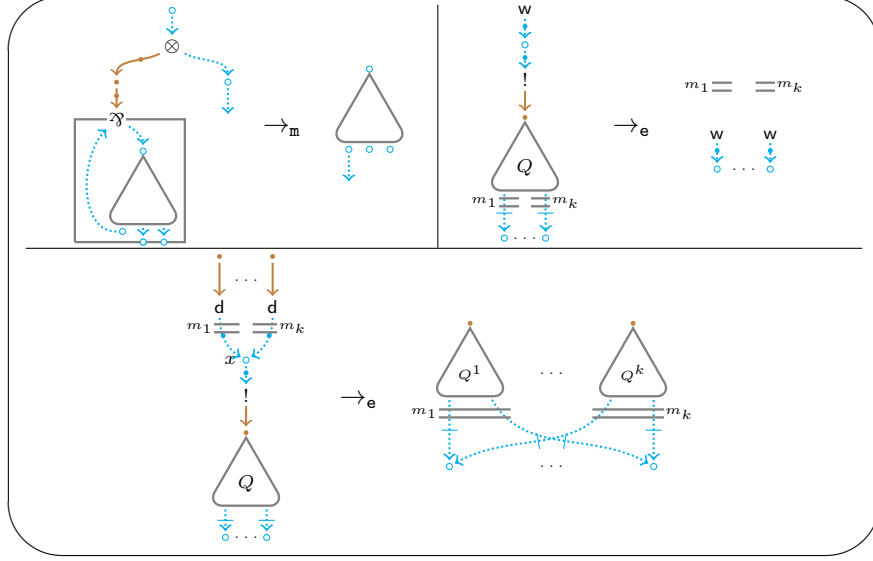 ⊗
⅋
→m
w
!
Q
m1 mk
→e
m1 mk
w w
. . .
. . .
. . .
d d
m1 mk
x
!
Q
. . .
→e
Q1 . . . Qk
m1 mk
. . .